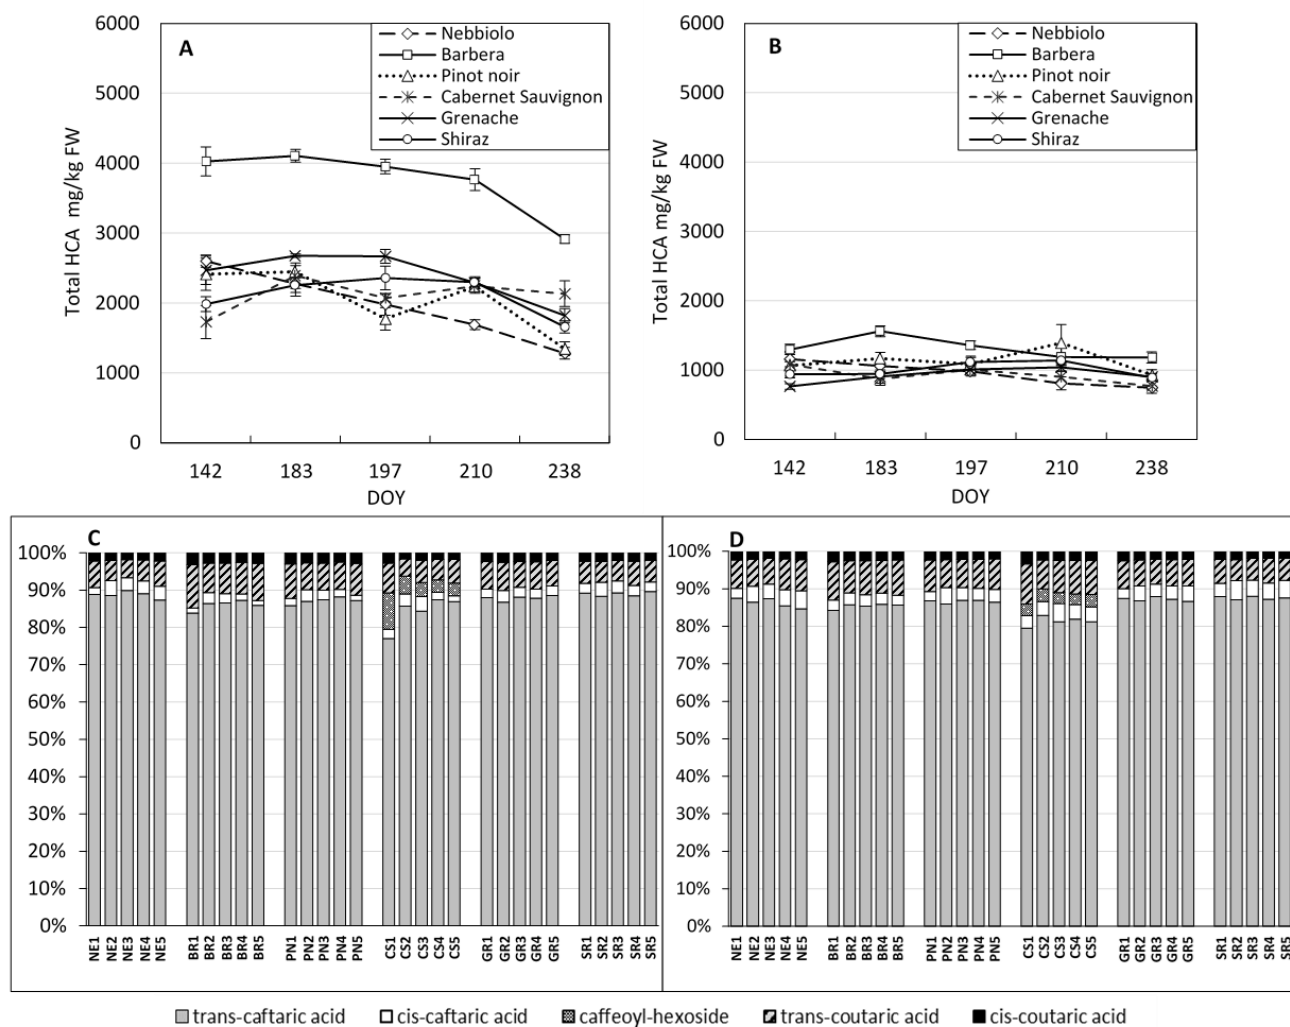 A
Nebbiolo
Barbera
Pinot noir
Cabernet Sauvignon
Grenache
Shiraz
Total HCA mg/kg FW
6000
5000
4000
3000
2000
1000
0
142 183 197 210 238
DOY
B
Nebbiolo
Barbera
Pinot noir
Cabernet Sauvignon
Grenache
Shiraz
Total HCA mg/kg FW
6000
5000
4000
3000
2000
1000
0
142 183 197 210 238
DOY
C
100%
90%
80%
70%
60%
50%
40%
30%
20%
10%
0%
NE1 NE2 NE3 NE4 NE5 BR1 BR2 BR3 BR4 BR5 PN1 PN2 PN3 PN4 PN5 CS1 CS2 CS3 CS4 CS5 GR1 GR2 GR3 GR4 GR5 SR1 SR2 SR3 SR4 SR5
D
100%
90%
80%
70%
60%
50%
40%
30%
20%
10%
0%
NE1 NE2 NE3 NE4 NE5 BR1 BR2 BR3 BR4 BR5 PN1 PN2 PN3 PN4 PN5 CS1 CS2 CS3 CS4 CS5 GR1 GR2 GR3 GR4 GR5 SR1 SR2 SR3 SR4 SR5
trans-caftaric acid cis-caftaric acid caffeoyl-hexoside trans-coutaric acid cis-coutaric acid